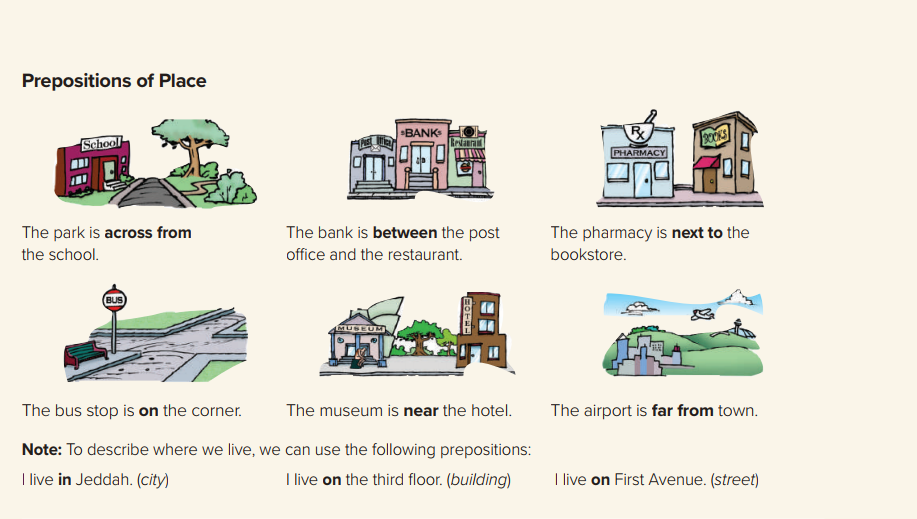 Prepositions of Place
School
Post Office
BANK
Restaurant
RX
PHARMACY
BOOKS
The park is across from
the school.
The bank is between the post
office and the restaurant.
The pharmacy is next to the
bookstore.
BUS
MUSEUM
HOTEL
The bus stop is on the corner.
The museum is near the hotel.
The airport is far from town.
Note: To describe where we live, we can use the following prepositions:
I live in Jeddah. (city)
I live on the third floor. (building)
I live on First Avenue. (street)